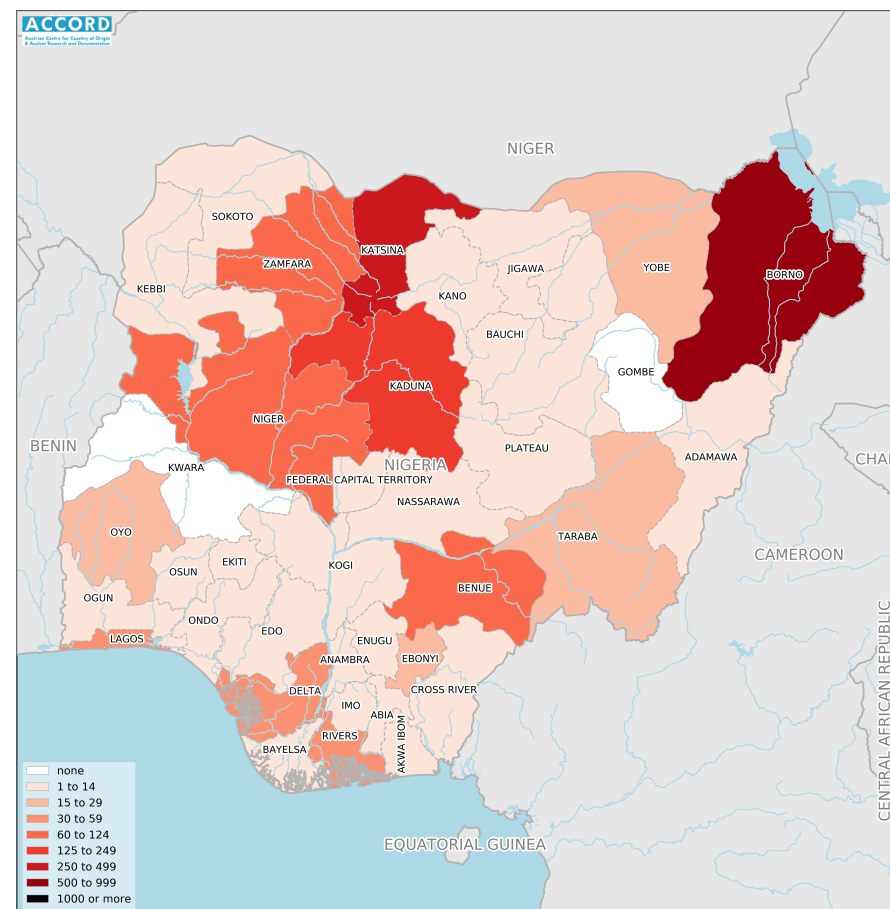 ACCORD
Austrian Centre for Country of Origin
& Asylum Research and Documentation
NIGER
SOKOTO
KATSINA
ZAMFARA
JIGAWA
YOBE
BORNO
KEBBI
KANO
BAUCHI
GOMBE
KADUNA
NIGER
BENIN
PLATEAU
ADAMAWA
CHA
KWARA
NIGERIA
FEDERAL CAPITAL TERRITORY
NASSARAWA
OYO
TARABA
CAMEROON
OSUN
EKITI
KOGI
BENUE
OGUN
ONDO
EDO
LAGOS
ENUGU
ANAMBRA
EBONYI
DELTA
CROSS RIVER
IMO
ABIA
AKWA IBOM
RIVERS
BAYELSA
CENTRAL AFRICAN REPUBLIC
EQUATORIAL GUINEA
none
1 to 14
15 to 29
30 to 59
60 to 124
125 to 249
250 to 499
500 to 999
1000 or more